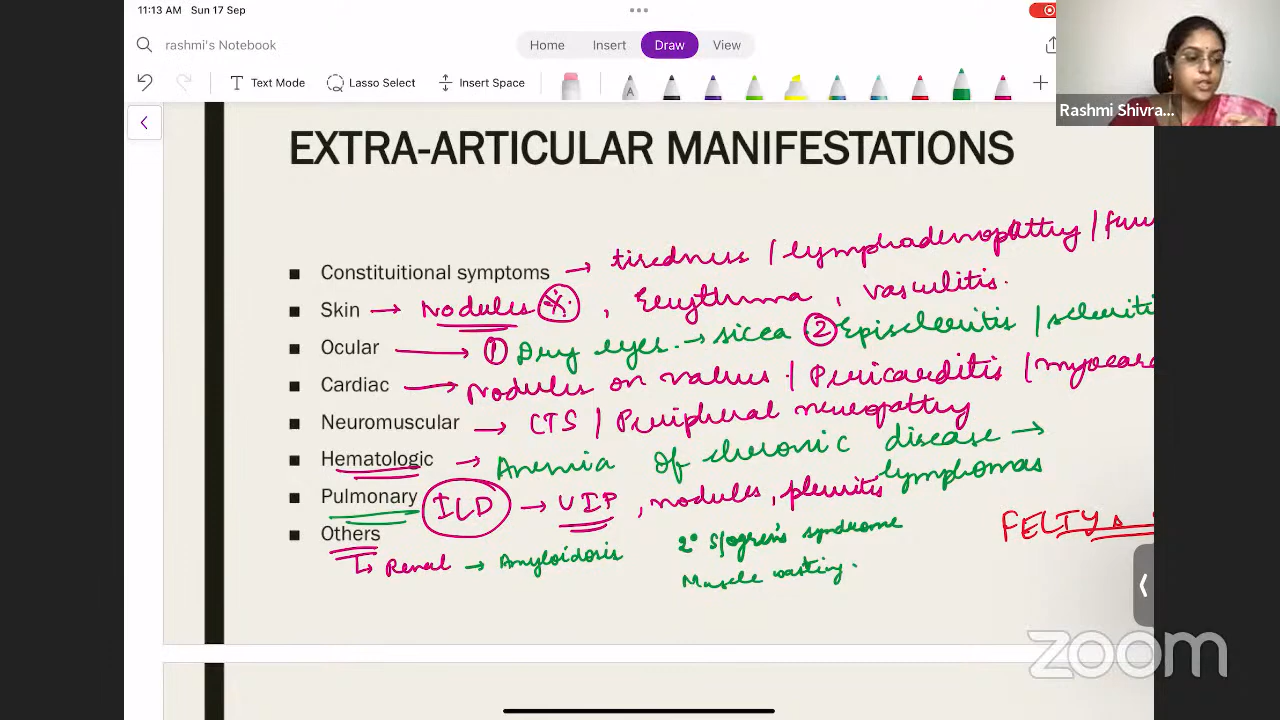 11:13 AM Sun 17 Sep
rashmi's Notebook
Home Insert Draw View
Text Mode Lasso Select Insert Space
A
Rashmi Shivra...
EXTRA-ARTICULAR MANIFESTATIONS
Constituitional symptoms → tiredness / lymphadenopathy /
Skin → Nodules , Erythma , vasculitis.
Ocular → ① Dry eyes → sicca ② Episcleritis / scleriti
Cardiac → Nodules on valves / Pericarditis / myocar
Neuromuscular → CTS / Peripheral neuropathy
Hematologic → Anemia of chronic disease →
lymphomas
Pulmonary ILD → UIP , nodules , pleuritis
Others
FELTY
↳ Renal → Amyloidosis
2° Sjogren's syndrome
Muscle wasting.
zoom